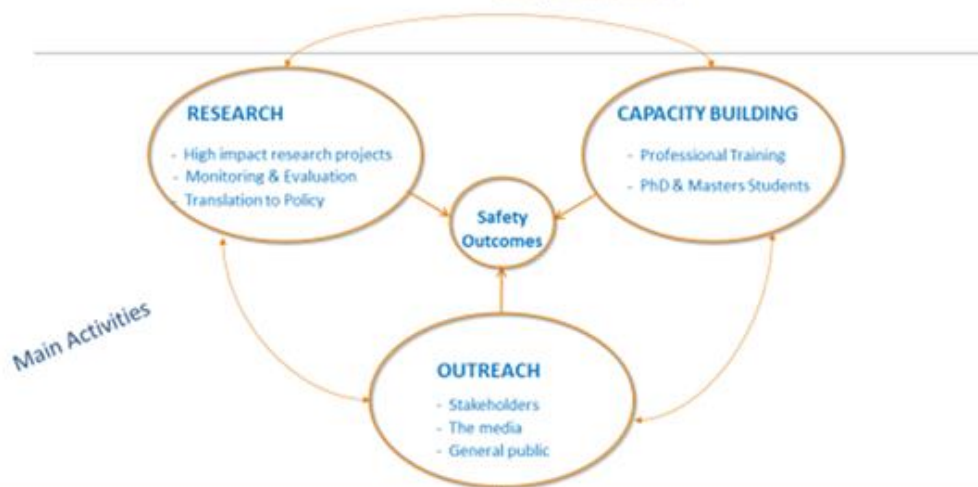 RESEARCH
- High impact research projects
- Monitoring & Evaluation
- Translation to Policy
CAPACITY BUILDING
- Professional Training
- PhD & Masters Students
Safety
Outcomes
Main Activities
OUTREACH
- Stakeholders
- The media
- General public